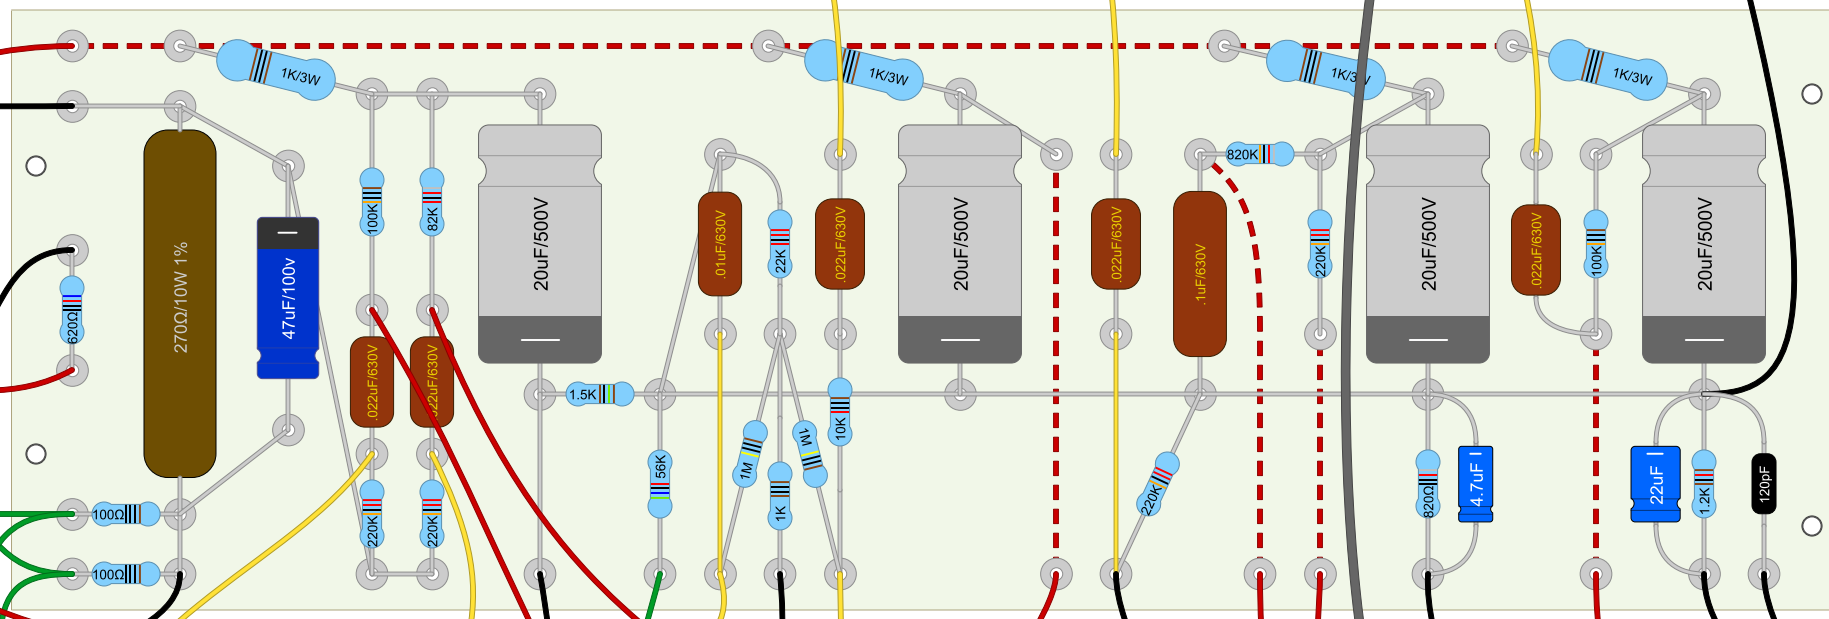 1K/3W
1K/3W
1K/3W
1K/3W
270Ω/10W 1%
47uF/100v
620Ω
100Ω
100Ω
100K
82K
.022uF/630V
.022uF/630V
220K
220K
20uF/500V
1.5K
56K
.01uF/630V
22K
.022uF/630V
1M
1K
1M
10K
20uF/500V
.022uF/630V
.1uF/630V
820K
220K
220K
20uF/500V
820Ω
4.7uF
.022uF/630V
100K
20uF/500V
22uF
1.2K
120pF